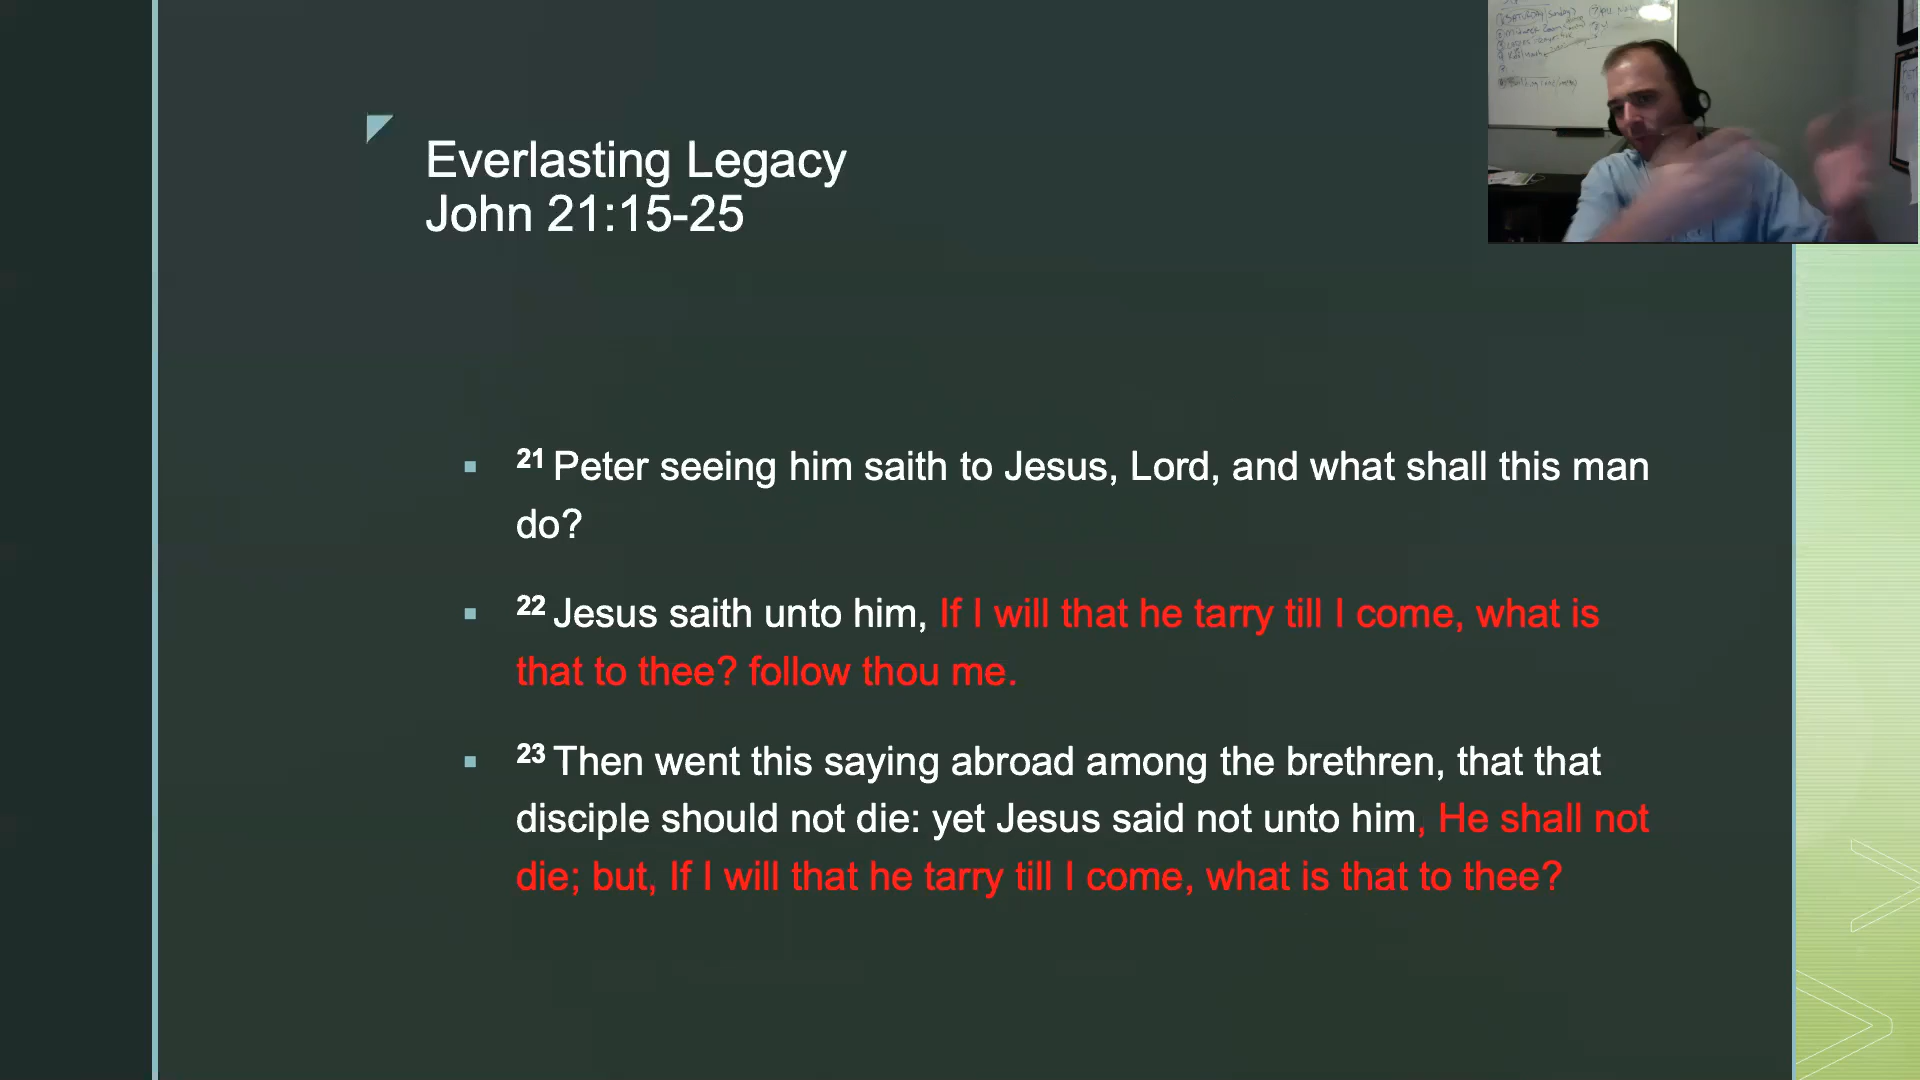 Everlasting Legacy
John 21:15-25
21 Peter seeing him saith to Jesus, Lord, and what shall this man
do?
22 Jesus saith unto him, If I will that he tarry till I come, what is
that to thee? follow thou me.
23 Then went this saying abroad among the brethren, that that
disciple should not die: yet Jesus said not unto him, He shall not
die; but, If I will that he tarry till I come, what is that to thee?